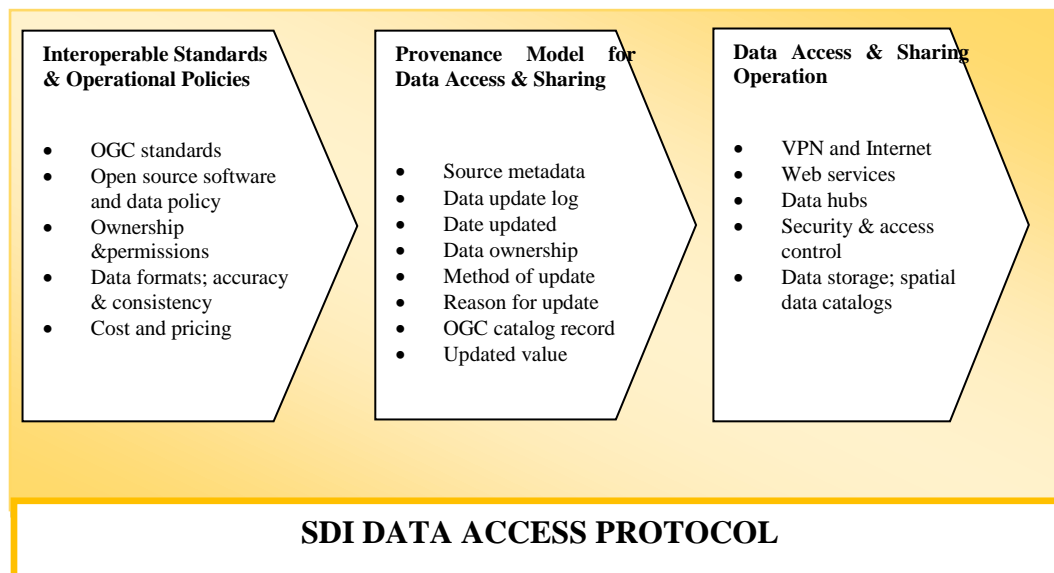 Interoperable Standards
& Operational Policies
• OGC standards
• Open source software
and data policy
• Ownership
&permissions
• Data formats; accuracy
& consistency
• Cost and pricing
Provenance Model for
Data Access & Sharing
• Source metadata
• Data update log
• Date updated
• Data ownership
• Method of update
• Reason for update
• OGC catalog record
• Updated value
Data Access & Sharing
Operation
• VPN and Internet
• Web services
• Data hubs
• Security & access
control
• Data storage; spatial
data catalogs
SDI DATA ACCESS PROTOCOL